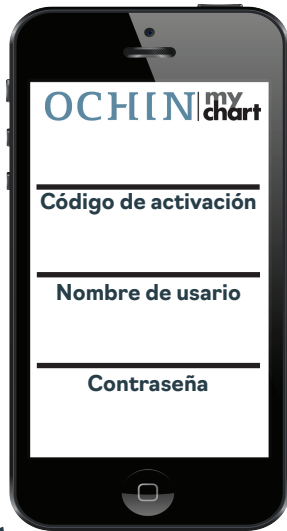 OCHIN my chart
Código de activación
Nombre de usario
Contraseña